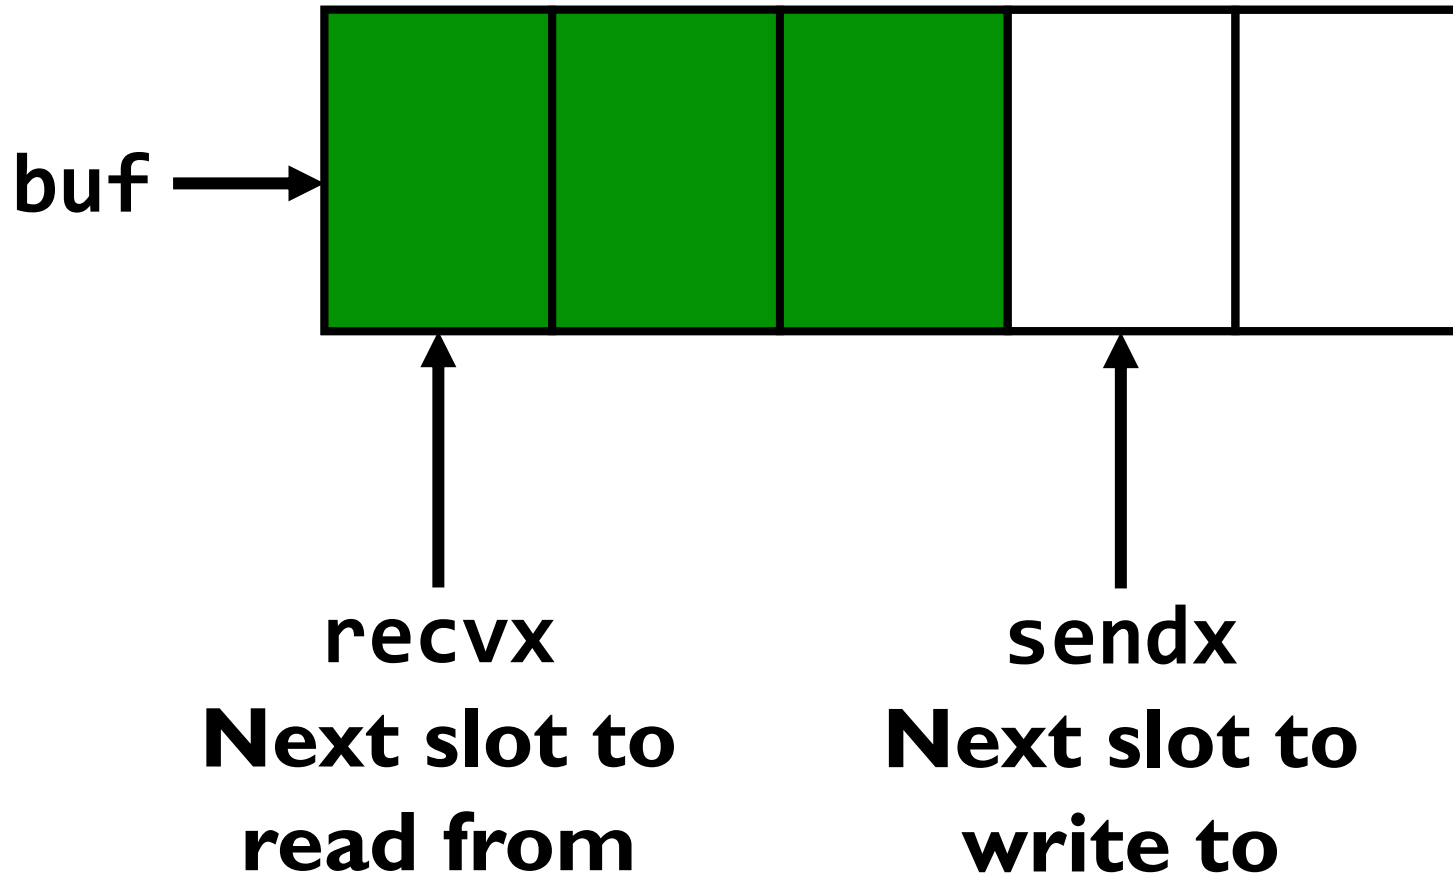 buf
recvx
Next slot to
read from
sendx
Next slot to
write to